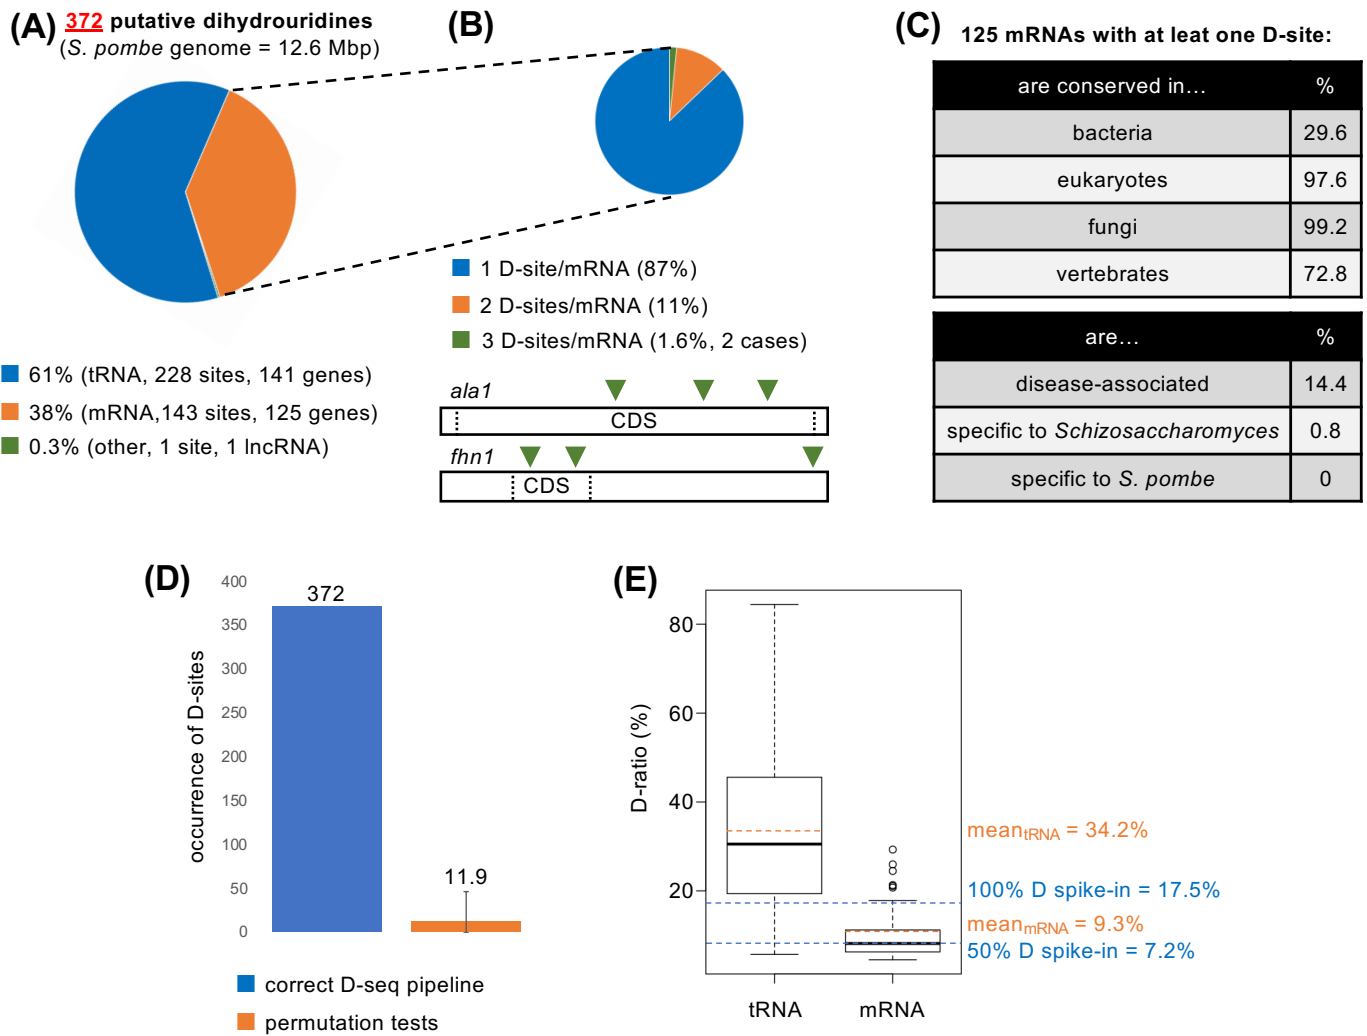 (A) 372 putative dihydrouridines
(S. pombe genome = 12.6 Mbp)
61% (tRNA, 228 sites, 141 genes)
38% (mRNA,143 sites, 125 genes)
0.3% (other, 1 site, 1 lncRNA)
(B)
1 D-site/mRNA (87%)
2 D-sites/mRNA (11%)
3 D-sites/mRNA (1.6%, 2 cases)
ala1
CDS
fhn1
CDS
(C) 125 mRNAs with at leat one D-site:
are conserved in… %
bacteria 29.6
eukaryotes 97.6
fungi 99.2
vertebrates 72.8
are… %
disease-associated 14.4
specific to Schizosaccharomyces 0.8
specific to S. pombe 0
(D)
occurrence of D-sites
400
350
300
250
200
150
100
50
0
372
11.9
correct D-seq pipeline
permutation tests
(E)
D-ratio (%)
80
60
40
20
tRNA mRNA
mean tRNA = 34.2%
100% D spike-in = 17.5%
mean mRNA = 9.3%
50% D spike-in = 7.2%